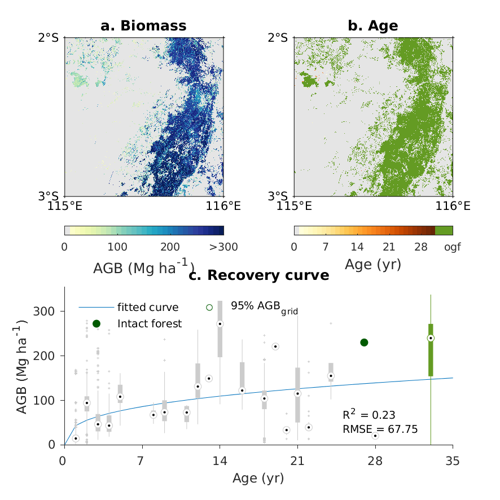 a. Biomass
b. Age
2°S
3°S
115°E
116°E
2°S
3°S
115°E
116°E
0
100
200
>300
AGB (Mg ha⁻¹)
0
7
14
21
28
ogf
Age (yr)
c. Recovery curve
AGB (Mg ha⁻¹)
300
200
100
0
fitted curve
95% AGB_grid
Intact forest
R² = 0.23
RMSE = 67.75
0
7
14
21
28
35
Age (yr)